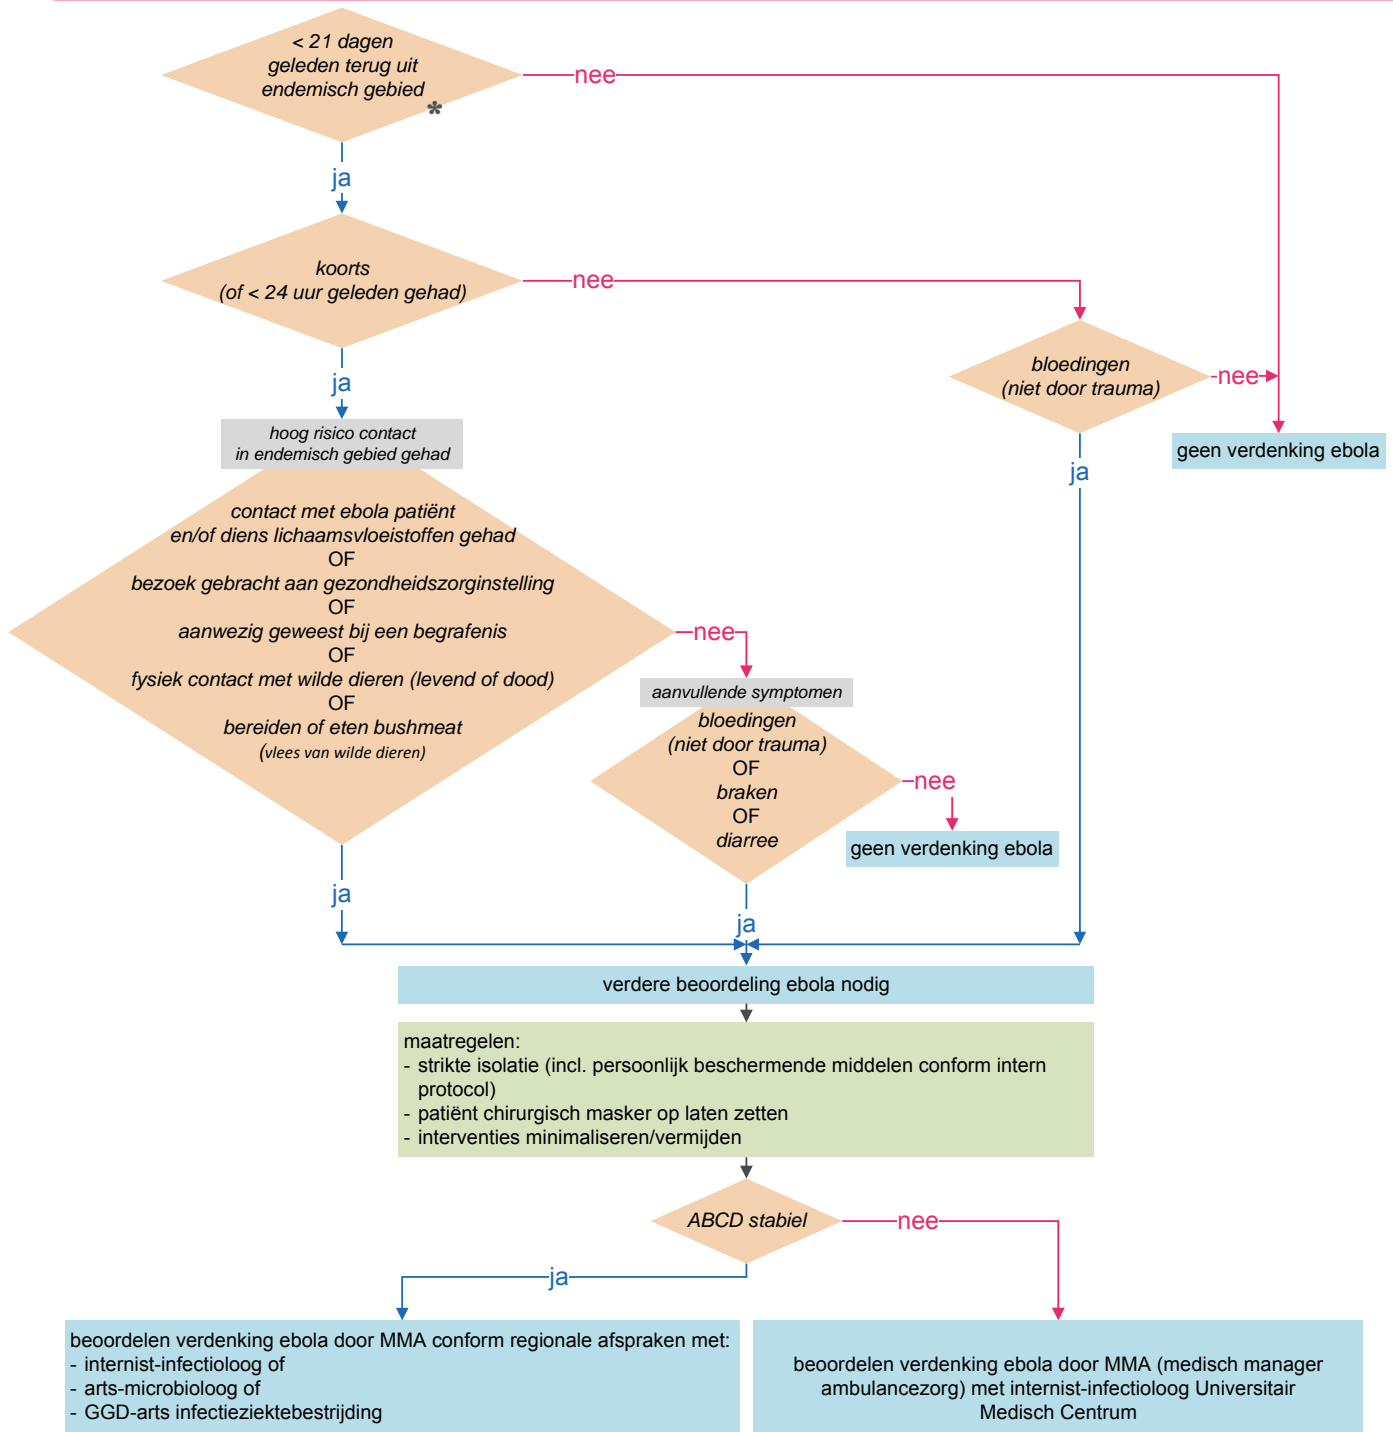 < 21 dagen
geleden terug uit
endemisch gebied
*
nee
ja
koorts
(of < 24 uur geleden gehad)
nee
ja
bloedingen
(niet door trauma)
nee
geen verdenking ebola
ja
hoog risico contact
in endemisch gebied gehad
contact met ebola patiënt
en/of diens lichaamsvloeistoffen gehad
OF
bezoek gebracht aan gezondheidszorginstelling
OF
aanwezig geweest bij een begrafenis
OF
fysiek contact met wilde dieren (levend of dood)
OF
bereiden of eten bushmeat
(vlees van wilde dieren)
nee
aanvullende symptomen
bloedingen
(niet door trauma)
OF
braken
OF
diarree
nee
geen verdenking ebola
ja
ja
verdere beoordeling ebola nodig
maatregelen:
- strikte isolatie (incl. persoonlijk beschermende middelen conform intern
protocol)
- patiënt chirurgisch masker op laten zetten
- interventies minimaliseren/vermijden
ABCD stabiel
nee
ja
beoordelen verdenking ebola door MMA conform regionale afspraken met:
- internist-infectioloog of
- arts-microbioloog of
- GGD-arts infectieziektebestrijding
beoordelen verdenking ebola door MMA (medisch manager
ambulancezorg) met internist-infectioloog Universitair
Medisch Centrum